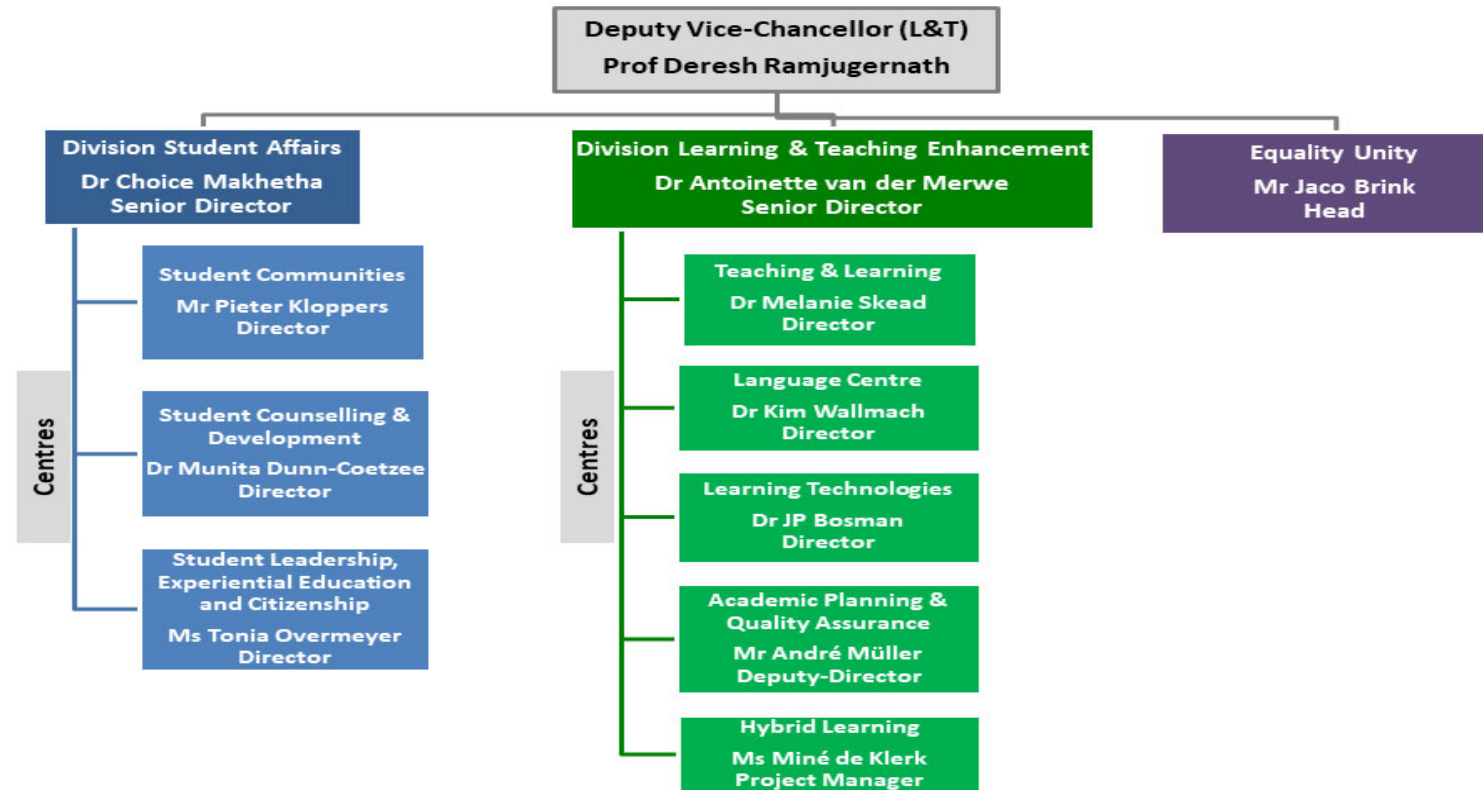 Deputy Vice-Chancellor (L&T)
Prof Deresh Ramjugernath
Division Student Affairs
Dr Choice Makhetha
Senior Director
Centres
Student Communities
Mr Pieter Kloppers
Director
Student Counselling &
Development
Dr Munita Dunn-Coetzee
Director
Student Leadership,
Experiential Education
and Citizenship
Ms Tonia Overmeyer
Director
Division Learning & Teaching Enhancement
Dr Antoinette van der Merwe
Senior Director
Centres
Teaching & Learning
Dr Melanie Skead
Director
Language Centre
Dr Kim Wallmach
Director
Learning Technologies
Dr JP Bosman
Director
Academic Planning &
Quality Assurance
Mr André Müller
Deputy-Director
Hybrid Learning
Ms Miné de Klerk
Project Manager
Equality Unity
Mr Jaco Brink
Head